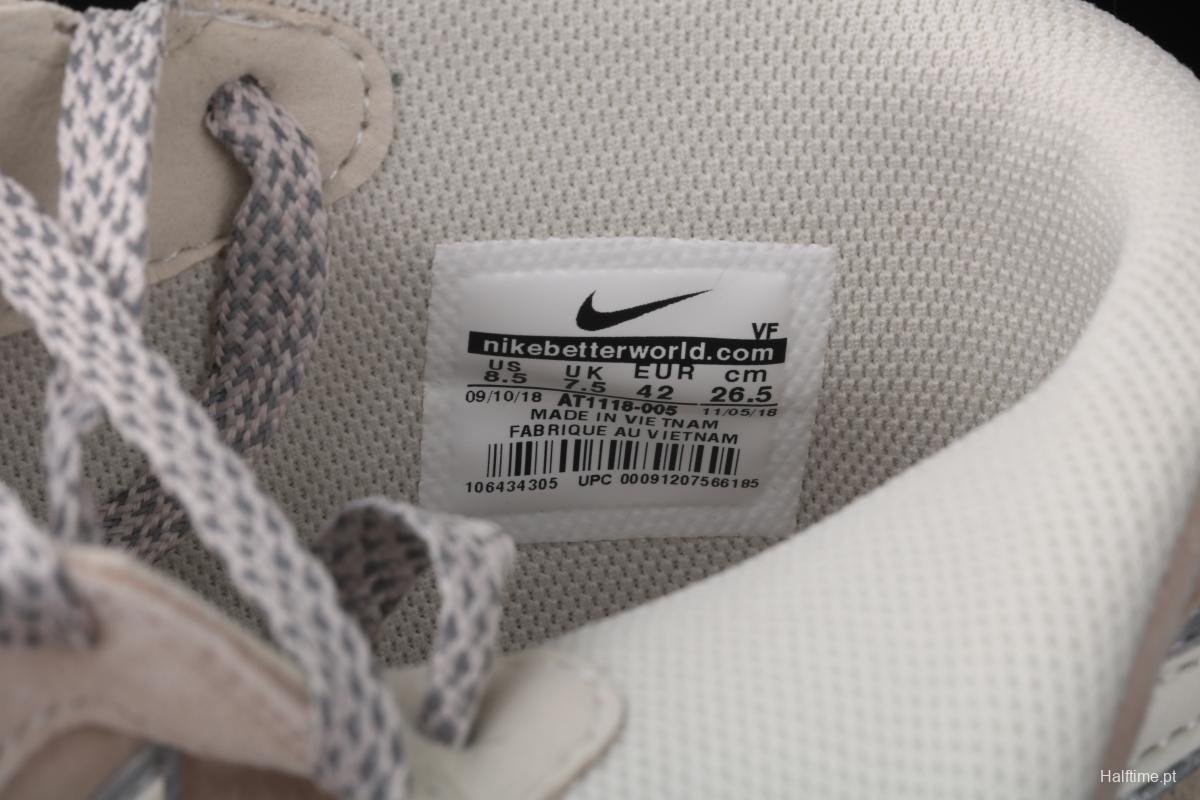 VF
nikebetterworld.com
US UK EUR cm
8.5 7.5 42 26.5
09/10/18 AT1118-005 11/05/18
MADE IN VIETNAM
FABRIQUE AU VIETNAM
106434305 UPC 00091207566185
Halftime.pt